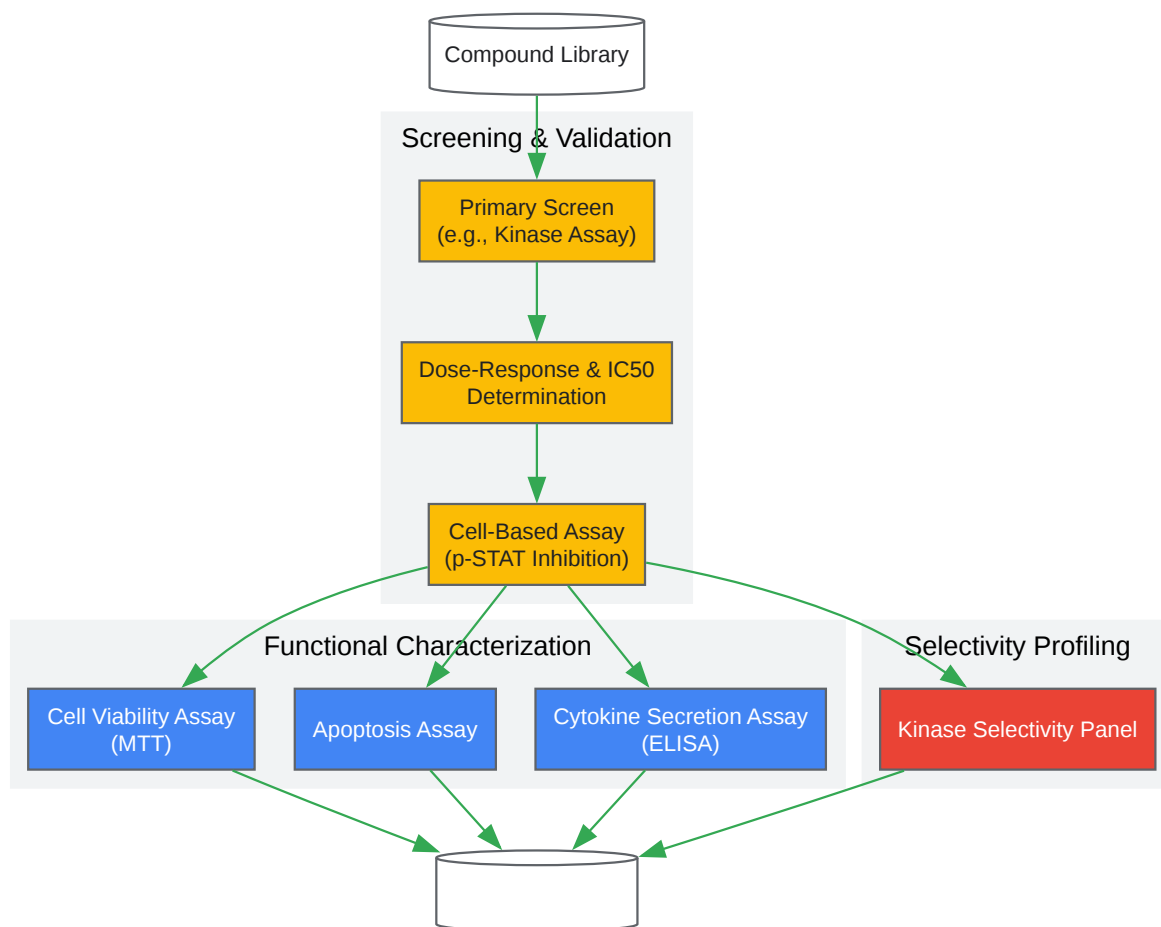 Compound Library
Screening & Validation
Primary Screen
(e.g., Kinase Assay)
Dose-Response & IC50
Determination
Cell-Based Assay
(p-STAT Inhibition)
Functional Characterization
Selectivity Profiling
Cell Viability Assay
(MTT)
Apoptosis Assay
Cytokine Secretion Assay
(ELISA)
Kinase Selectivity Panel